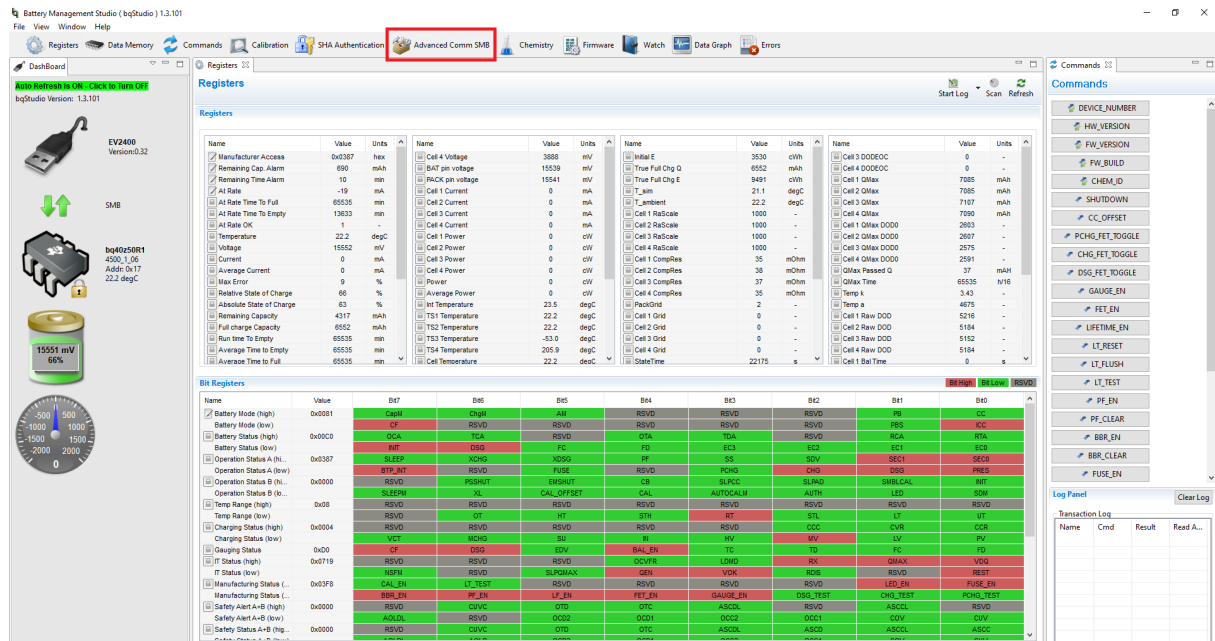 Battery Management Studio ( bqStudio ) 1.3.101
File View Window Help
Registers Data Memory Commands Calibration SHA Authentication Advanced Comm SMB Chemistry Firmware Watch Data Graph Errors
DashBoard
Auto Refresh is ON - Click to Turn OFF
bqStudio Version: 1.3.101
EV2400
Version:0.32
SMB
bq40z50R1
4500_1_06
Addr: 0x17
22.2 degC
15551 mV
66%
-500 500
-1000 1000
-1500 1500
-2000 2000
0
Registers
Registers
Start Log Scan Refresh
Registers
Name Value Units
Manufacturer Access 0x0387 hex
Remaining Cap. Alarm 690 mAh
Remaining Time Alarm 10 min
At Rate -19 mA
At Rate Time To Full 65535 min
At Rate Time To Empty 13633 min
At Rate OK 1 -
Temperature 22.2 degC
Voltage 15552 mV
Current 0 mA
Average Current 0 mA
Max Error 9 %
Relative State of Charge 66 %
Absolute State of Charge 63 %
Remaining Capacity 4317 mAh
Full charge Capacity 6552 mAh
Run time To Empty 65535 min
Average Time to Empty 65535 min
Average Time to Full 65535 min
Name Value Units
Cell 4 Voltage 3888 mV
BAT pin voltage 15539 mV
PACK pin voltage 15541 mV
Cell 1 Current 0 mA
Cell 2 Current 0 mA
Cell 3 Current 0 mA
Cell 4 Current 0 mA
Cell 1 Power 0 cW
Cell 2 Power 0 cW
Cell 3 Power 0 cW
Cell 4 Power 0 cW
Power 0 cW
Average Power 0 cW
Int Temperature 23.5 degC
TS1 Temperature 22.2 degC
TS2 Temperature 22.2 degC
TS3 Temperature -53.0 degC
TS4 Temperature 205.9 degC
Cell Temperature 22.2 degC
Name Value Units
Initial E 3530 cWh
True Full Chg Q 6552 mAh
True Full Chg E 9491 cWh
T_sim 21.1 degC
T_ambient 22.2 degC
Cell 1 RaScale 1000 -
Cell 2 RaScale 1000 -
Cell 3 RaScale 1000 -
Cell 4 RaScale 1000 -
Cell 1 CompRes 35 mOhm
Cell 2 CompRes 38 mOhm
Cell 3 CompRes 37 mOhm
Cell 4 CompRes 35 mOhm
PackGrid 2 -
Cell 1 Grid 0 -
Cell 2 Grid 0 -
Cell 3 Grid 0 -
Cell 4 Grid 0 -
StateTime 22175 s
Name Value Units
Cell 3 DODEOC 0 -
Cell 4 DODEOC 0 -
Cell 1 QMax 7085 mAh
Cell 2 QMax 7085 mAh
Cell 3 QMax 7107 mAh
Cell 4 QMax 7090 mAh
Cell 1 QMax DOD0 2603 -
Cell 2 QMax DOD0 2607 -
Cell 3 QMax DOD0 2575 -
Cell 4 QMax DOD0 2591 -
QMax Passed Q 37 mAH
QMax Time 65535 h/16
Temp k 3.43 -
Temp a 4675 -
Cell 1 Raw DOD 5216 -
Cell 2 Raw DOD 5184 -
Cell 3 Raw DOD 5152 -
Cell 4 Raw DOD 5184 -
Cell 1 Bal Time 0 s
Bit Registers Bit High Bit Low RSVD
Name Value Bit7 Bit6 Bit5 Bit4 Bit3 Bit2 Bit1 Bit0
Battery Mode (high) 0x0081 CapM ChgM AM RSVD RSVD RSVD PB CC
Battery Mode (low) CF RSVD RSVD RSVD RSVD RSVD PBS ICC
Battery Status (high) 0x00C0 OCA TCA RSVD OTA TDA RSVD RCA RTA
Battery Status (low) INIT DSG FC FD EC3 EC2 EC1 EC0
Operation Status A (hi... 0x0387 SLEEP XCHG XDSG PF SS SDV SEC1 SEC0
Operation Status A (low) BTP_INT RSVD FUSE RSVD PCHG CHG DSG PRES
Operation Status B (hi... 0x0000 RSVD PSSHUT EMSHUT CB SLPCC SLPAD SMBLCAL INIT
Operation Status B (lo... SLEEPM XL CAL_OFFSET CAL AUTOCALM AUTH LED SDM
Temp Range (high) 0x08 RSVD RSVD RSVD RSVD RSVD RSVD RSVD RSVD
Temp Range (low) RSVD OT HT STH RT STL LT UT
Charging Status (high) 0x0004 RSVD RSVD RSVD RSVD RSVD CCC CVR CCR
Charging Status (low) VCT MCHG SU IN HV MV LV PV
Gauging Status 0xD0 CF DSG EDV BAL_EN TC TD FC FD
IT Status (high) 0x0719 RSVD RSVD RSVD OCVFR LDMD RX QMAX VDQ
IT Status (low) NSFM RSVD SLPQMAX QEN VOK RDIS RSVD REST
Manufacturing Status (... 0x03F8 CAL_EN LT_TEST RSVD RSVD RSVD RSVD LED_EN FUSE_EN
Manufacturing Status (... BBR_EN PF_EN LF_EN FET_EN GAUGE_EN DSG_TEST CHG_TEST PCHG_TEST
Safety Alert A+B (high) 0x0000 RSVD CUVC OTD OTC ASCDL RSVD ASCCL RSVD
Safety Alert A+B (low) AOLDL RSVD OCD2 OCD1 OCC2 OCC1 COV CUV
Safety Status A+B (hig... 0x0000 RSVD CUVC OTD OTC ASCDL ASCD ASCCL ASCC
Commands
Commands
DEVICE_NUMBER
HW_VERSION
FW_VERSION
FW_BUILD
CHEM_ID
SHUTDOWN
CC_OFFSET
PCHG_FET_TOGGLE
CHG_FET_TOGGLE
DSG_FET_TOGGLE
GAUGE_EN
FET_EN
LIFETIME_EN
LT_RESET
LT_FLUSH
LT_TEST
PF_EN
PF_CLEAR
BBR_EN
BBR_CLEAR
FUSE_EN
Log Panel Clear Log
Transaction Log
Name Cmd Result Read A...